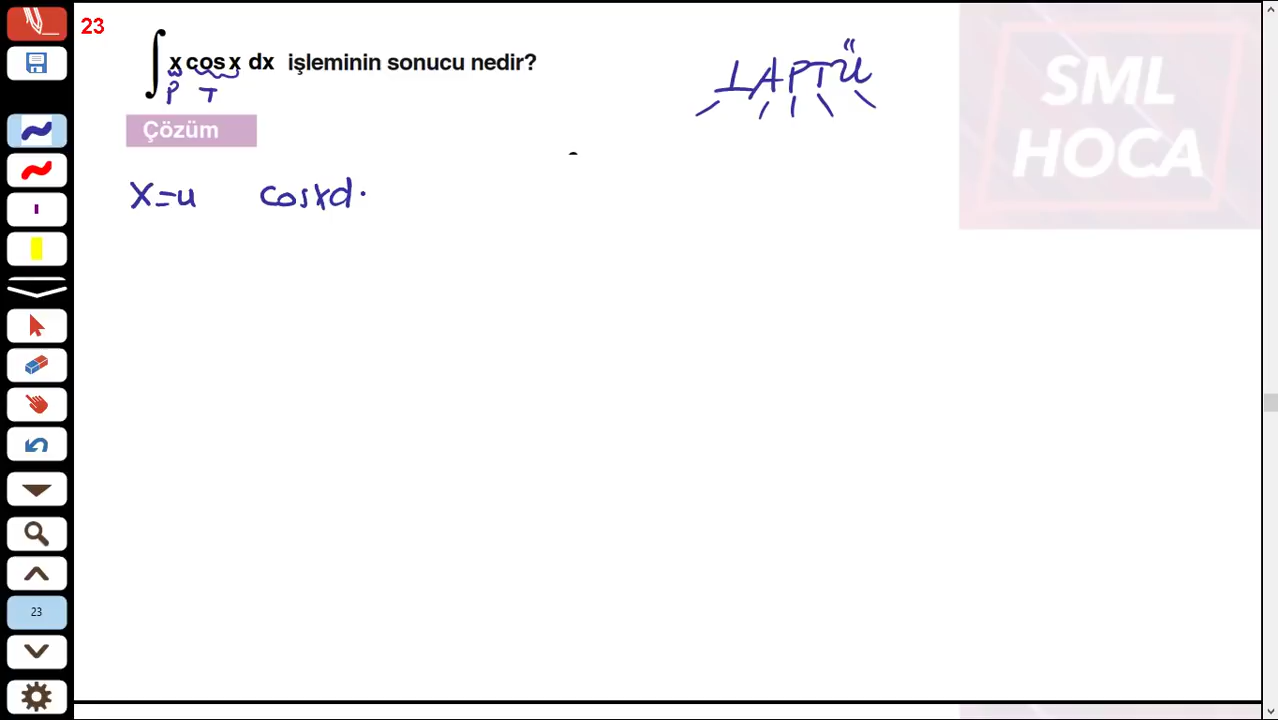 23
∫ x cos x dx işleminin sonucu nedir?
P T
LAPTÜ
Çözüm
x=u cosxd
SML
HOCA
23